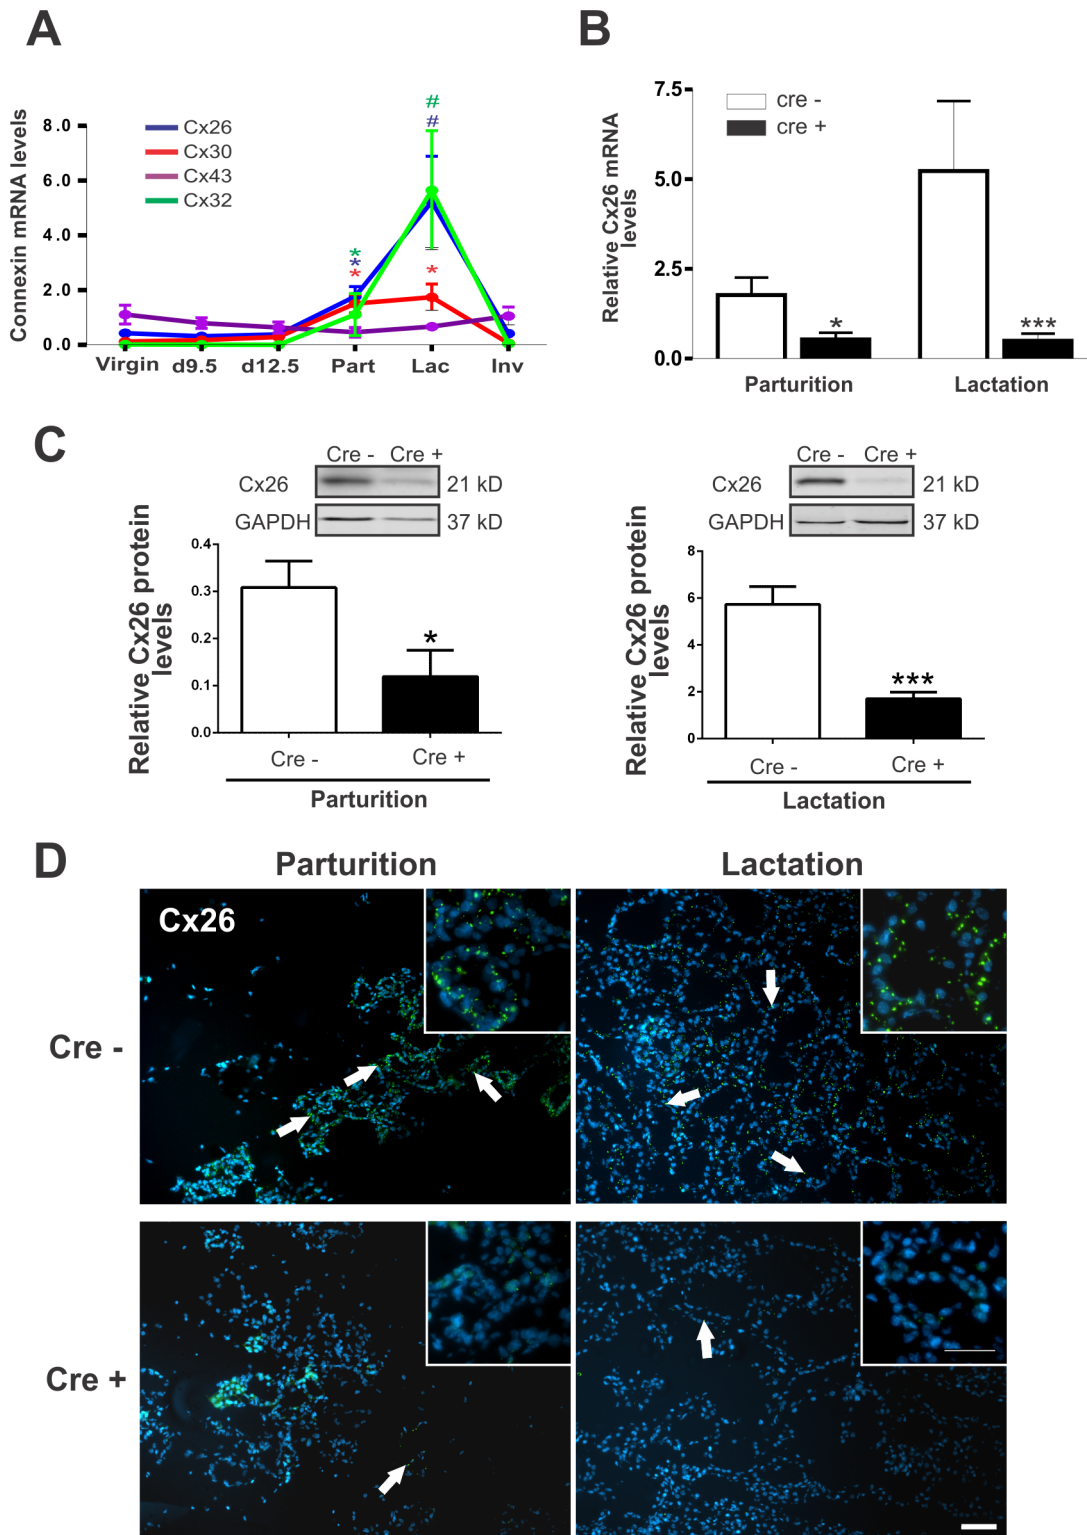 A
Connexin mRNA levels
8.0
6.0
4.0
2.0
0.0
Cx26
Cx30
Cx43
Cx32
#
#
*
*
*
*
Virgin d9.5 d12.5 Part Lac Inv
B
Relative Cx26 mRNA
levels
7.5
5.0
2.5
0.0
cre -
cre +
*
***
Parturition Lactation
C
Cre - Cre +
Cx26 21 kD
GAPDH 37 kD
Relative Cx26 protein
levels
0.4
0.3
0.2
0.1
0.0
*
Cre - Cre +
Parturition
Cre - Cre +
Cx26 21 kD
GAPDH 37 kD
Relative Cx26 protein
levels
8
6
4
2
0
***
Cre - Cre +
Lactation
D
Parturition Lactation
Cx26
Cre -
Cre +